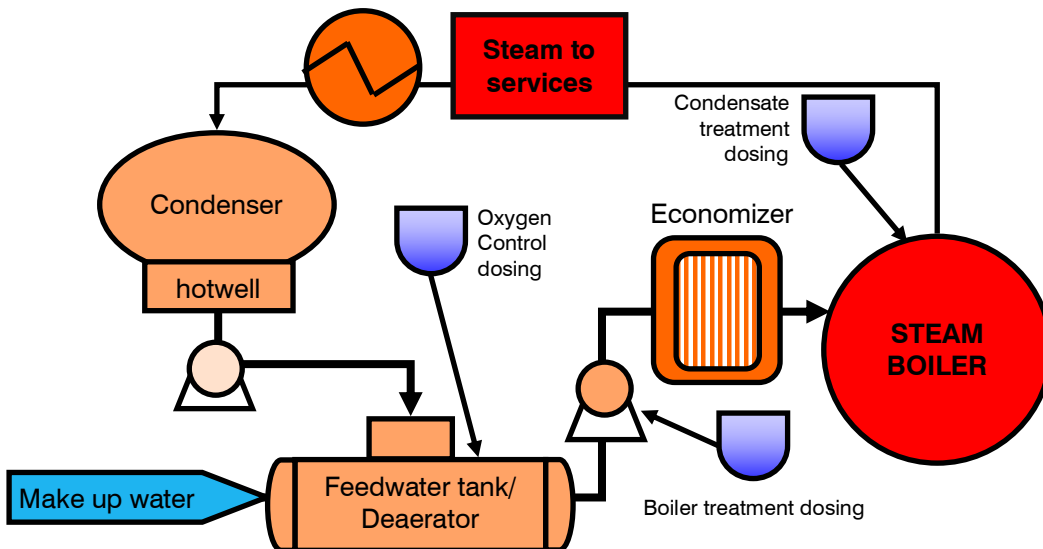 Steam to
services
Condensate
treatment
dosing
Condenser
hotwell
Oxygen
Control
dosing
Economizer
STEAM
BOILER
Make up water
Feedwater tank/
Deaerator
Boiler treatment dosing